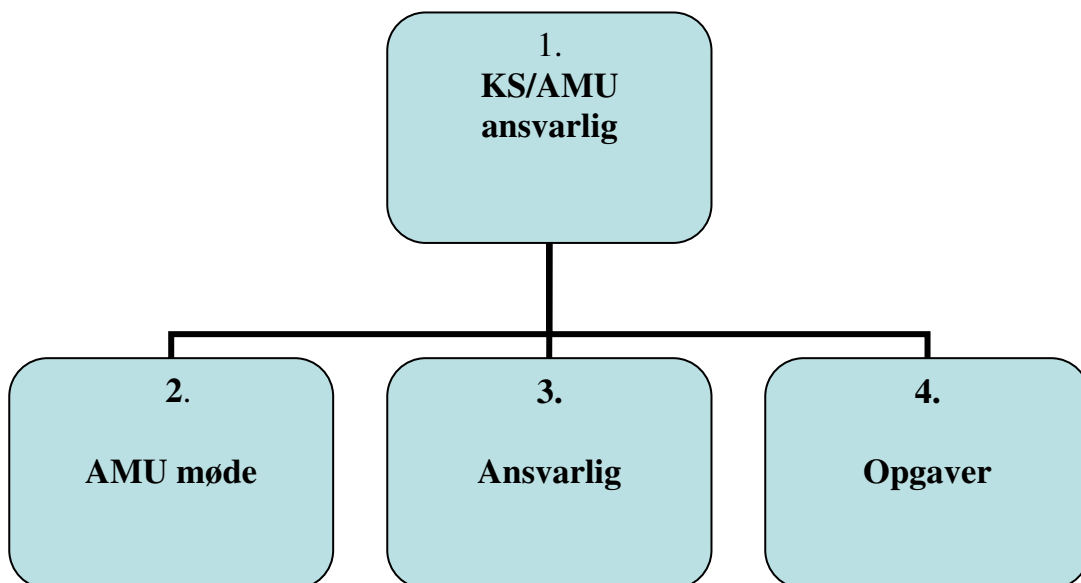 1.
KS/AMU
ansvarlig
2.
AMU møde
3.
Ansvarlig
4.
Opgaver